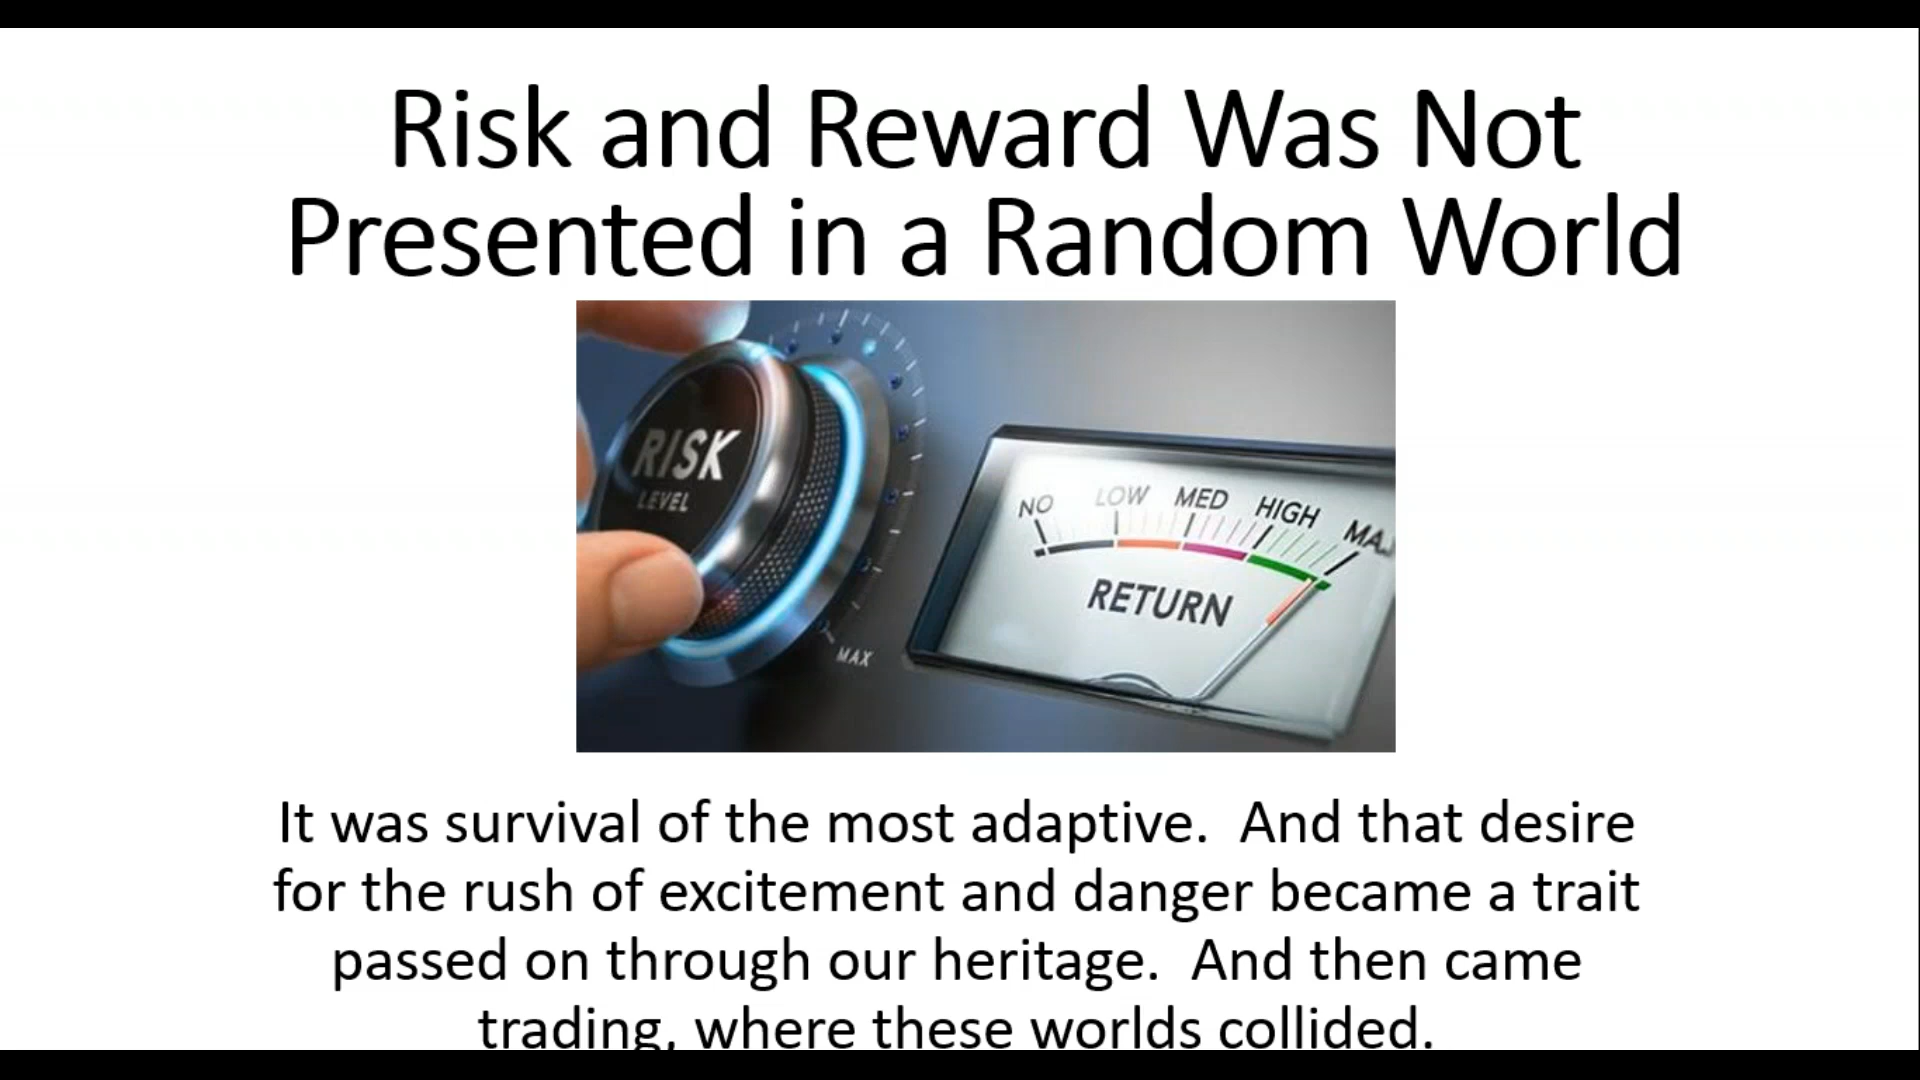 Risk and Reward Was Not
Presented in a Random World
RISK
LEVEL
MAX
NO LOW MED HIGH
RETURN
It was survival of the most adaptive.  And that desire
for the rush of excitement and danger became a trait
passed on through our heritage.  And then came
trading, where these worlds collided.